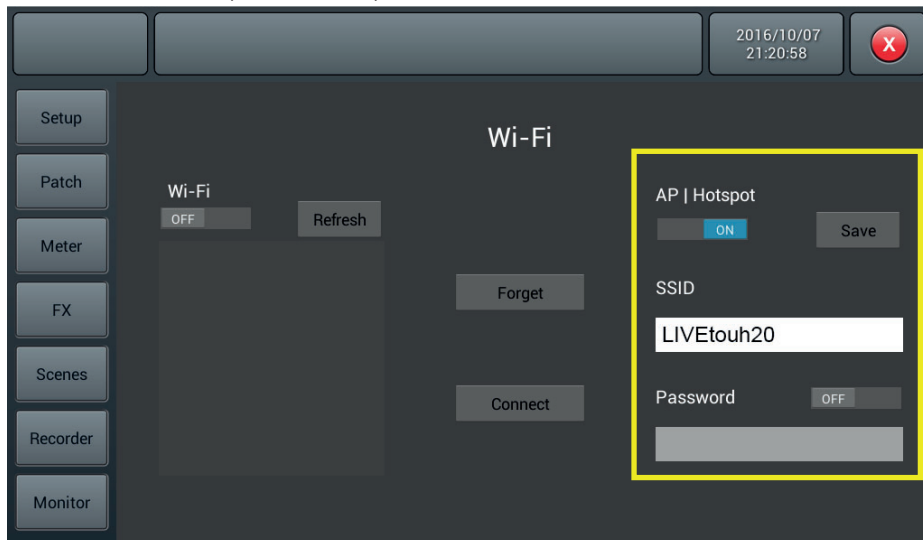 2016/10/07
21:20:58
X
Setup
Patch
Meter
FX
Scenes
Recorder
Monitor
Wi-Fi
Wi-Fi
OFF
Refresh
Forget
Connect
AP | Hotspot
ON
Save
SSID
LIVEtouh20
Password
OFF